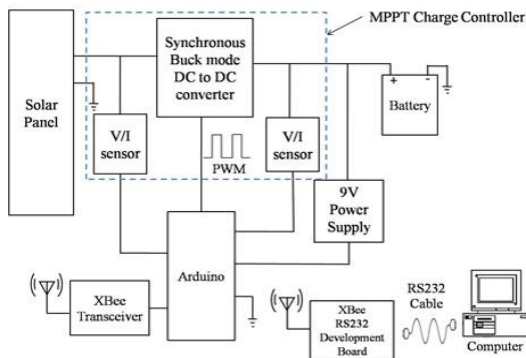 MPPT Charge Controller
Synchronous
Buck mode
DC to DC
converter
Solar
Panel
+
-
Battery
V/I
sensor
PWM
V/I
sensor
9V
Power
Supply
Arduino
XBee
Transceiver
XBee
RS232
Development
Board
RS232
Cable
Computer